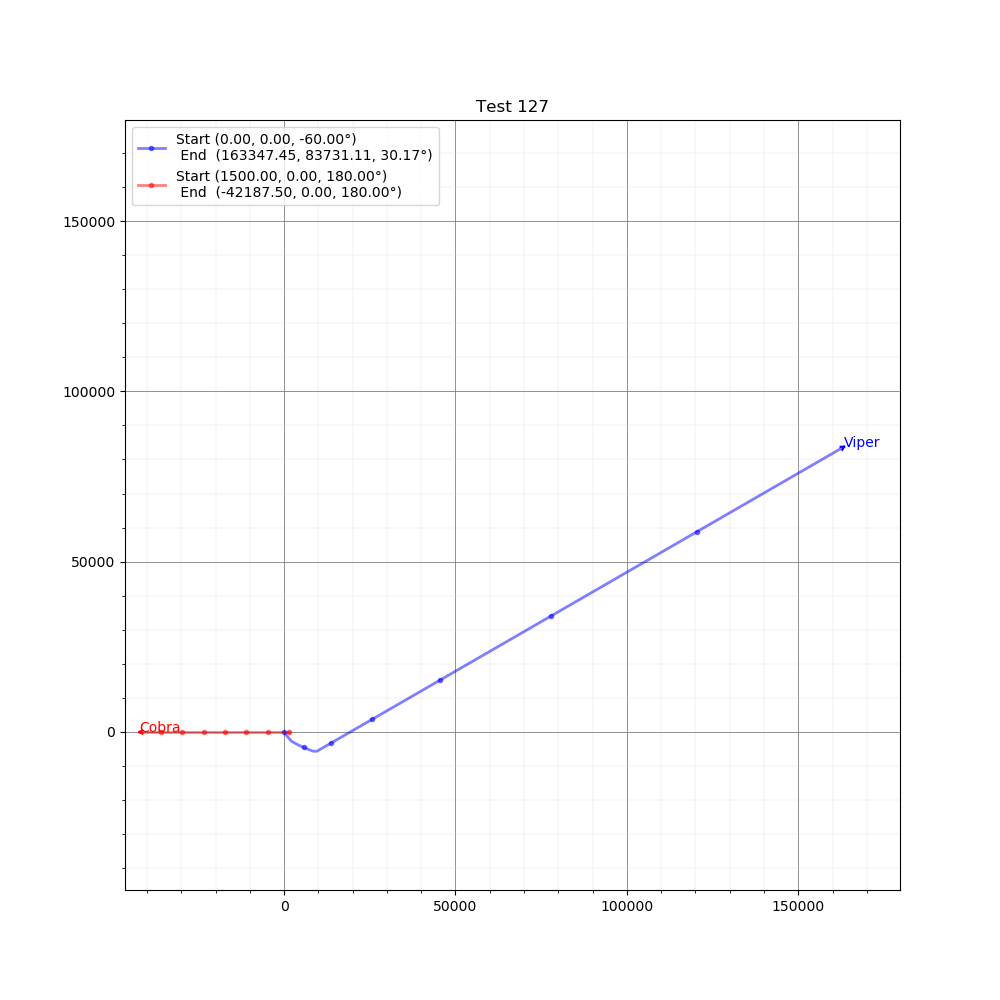 Test 127
Start (0.00, 0.00, -60.00°)
End  (163347.45, 83731.11, 30.17°)
Start (1500.00, 0.00, 180.00°)
End  (-42187.50, 0.00, 180.00°)
150000
100000
Viper
50000
Cobra
0
0
50000
100000
150000